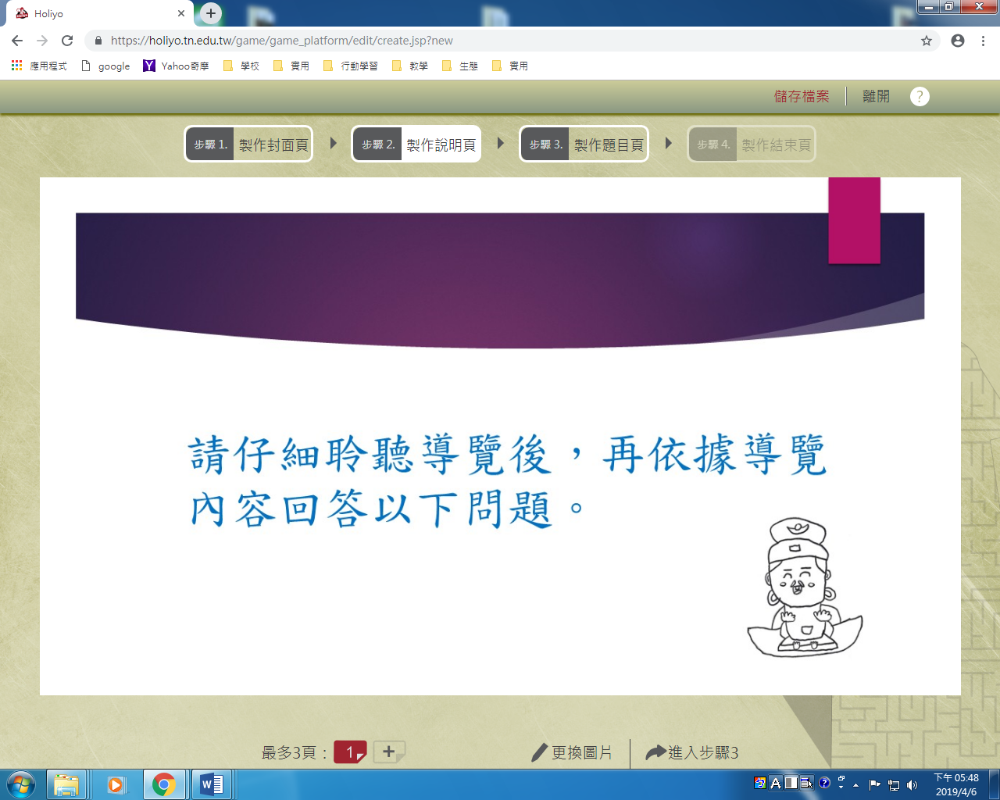 Holiyo
https://holiyo.tn.edu.tw/game/game_platform/edit/create.jsp?new
應用程式 google Yahoo奇摩 學校 實用 行動學習 教學 生態 實用
儲存檔案 離開 ?
步驟 1. 製作封面頁 步驟 2. 製作說明頁 步驟 3. 製作題目頁 步驟 4. 製作結束頁
請仔細聆聽導覽後，再依據導覽
內容回答以下問題。
最多3頁： 1 + 更換圖片 進入步驟3
下午 05:48
2019/4/6